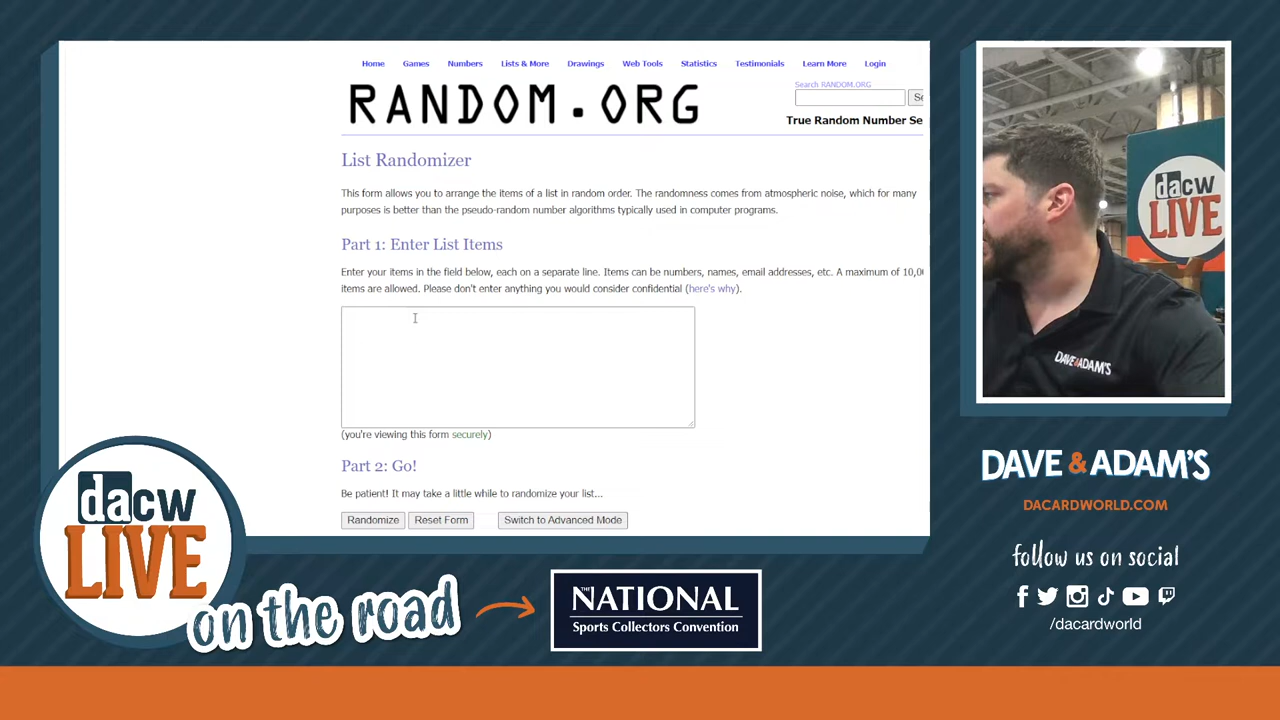 Home Games Numbers Lists & More Drawings Web Tools Statistics Testimonials Learn More Login
Search RANDOM.ORG
RANDOM.ORG
True Random Number Se
List Randomizer
This form allows you to arrange the items of a list in random order. The randomness comes from atmospheric noise, which for many
purposes is better than the pseudo-random number algorithms typically used in computer programs.
Part 1: Enter List Items
Enter your items in the field below, each on a separate line. Items can be numbers, names, email addresses, etc. A maximum of 10,0
items are allowed. Please don't enter anything you would consider confidential (here's why).
(you're viewing this form securely)
Part 2: Go!
Be patient! It may take a little while to randomize your list...
Randomize Reset Form Switch to Advanced Mode
dacw
LIVE
DAVE & ADAM'S
dacw
LIVE
on the road
THE
NATIONAL
Sports Collectors Convention
DAVE & ADAM'S
DACARDWORLD.COM
follow us on social
/dacardworld